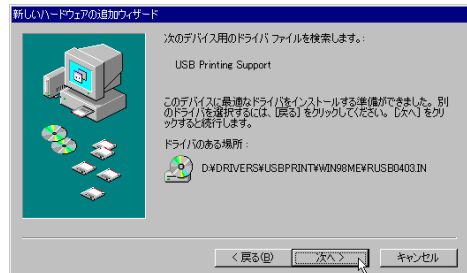 新しいハードウェアの追加ウィザード
次のデバイス用のドライバ ファイルを検索します。:
USB Printing Support
このデバイスに最適なドライバをインストールする準備ができました。別
のドライバを選択するには、[戻る] をクリックしてください。[次へ] をクリ
ックすると続行します。
ドライバのある場所:
D:¥DRIVERS¥USBPRINT¥WIN98ME¥RUSB0403.IN
< 戻る(B)
次へ >
キャンセル